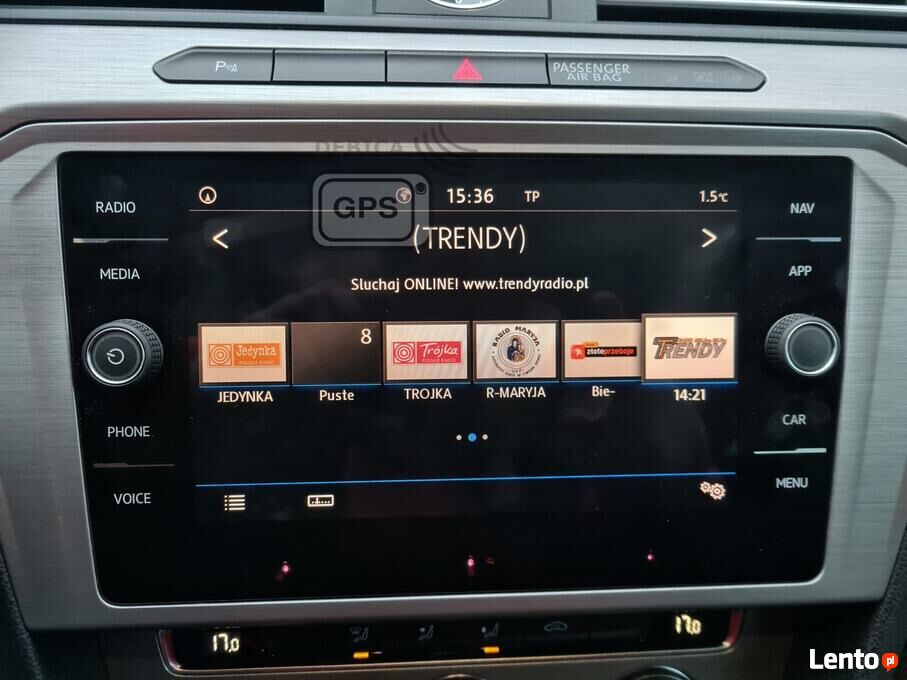 P
PASSENGER
AIR BAG
DEBICA
GPS
RADIO
MEDIA
PHONE
VOICE
15:36 TP 1.5°C
< (TRENDY) >
Sluchaj ONLINE! www.trendyradio.pl
Jedynka
POLSKIE RADIO
8
Trójka
POLSKIE RADIO
RADIO MARYJA
złoteprzeboje
TRENDY
JEDYNKA Puste TROJKA R-MARYJA Bie- 14:21
NAV
APP
CAR
MENU
17.0 17.0
Lento.pl